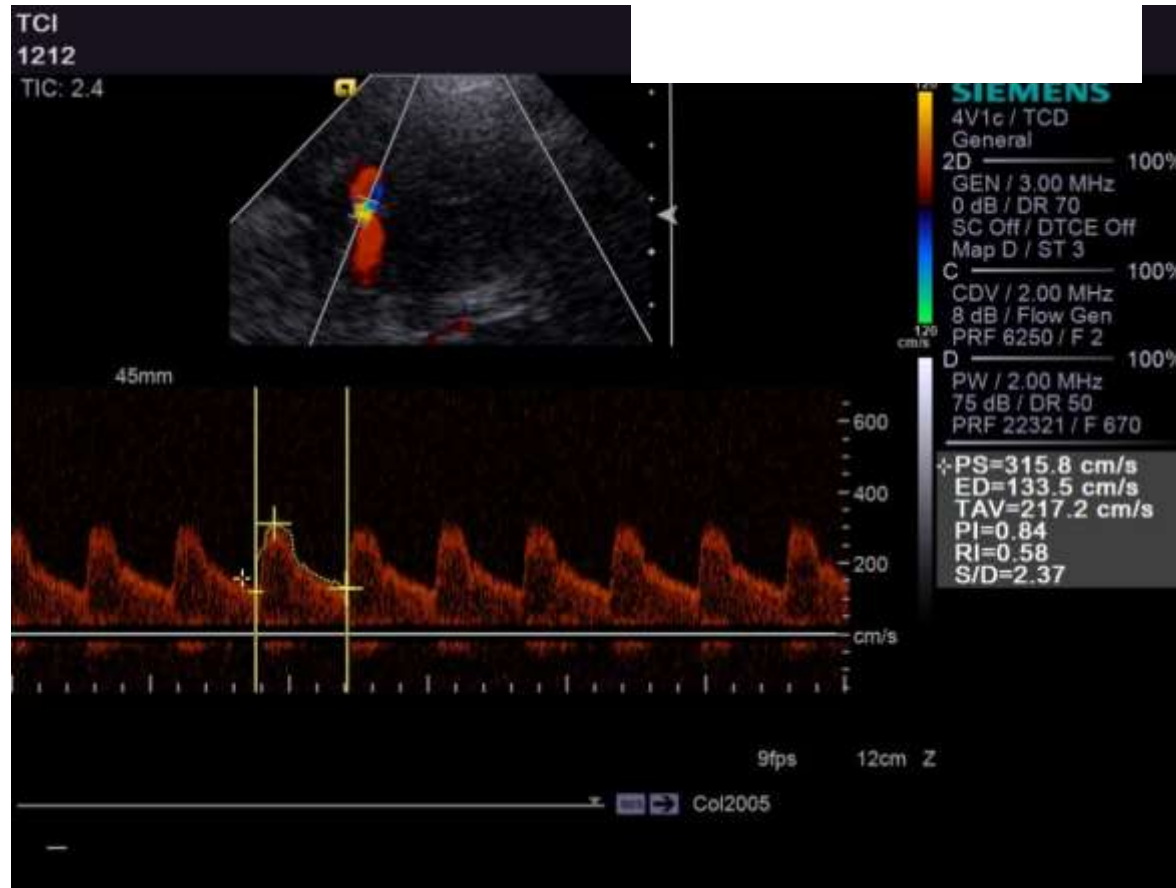 TCI
1212
TIC: 2.4
SIEMENS
4V1c / TCD
General
2D 100%
GEN / 3.00 MHz
0 dB / DR 70
SC Off / DTCE Off
Map D / ST 3
C 100%
CDV / 2.00 MHz
8 dB / Flow Gen
PRF 6250 / F 2
D 100%
PW / 2.00 MHz
75 dB / DR 50
PRF 22321 / F 670
120
cm/s
45mm
600
400
200
cm/s
PS=315.8 cm/s
ED=133.5 cm/s
TAV=217.2 cm/s
PI=0.84
RI=0.58
S/D=2.37
9fps 12cm Z
Col2005